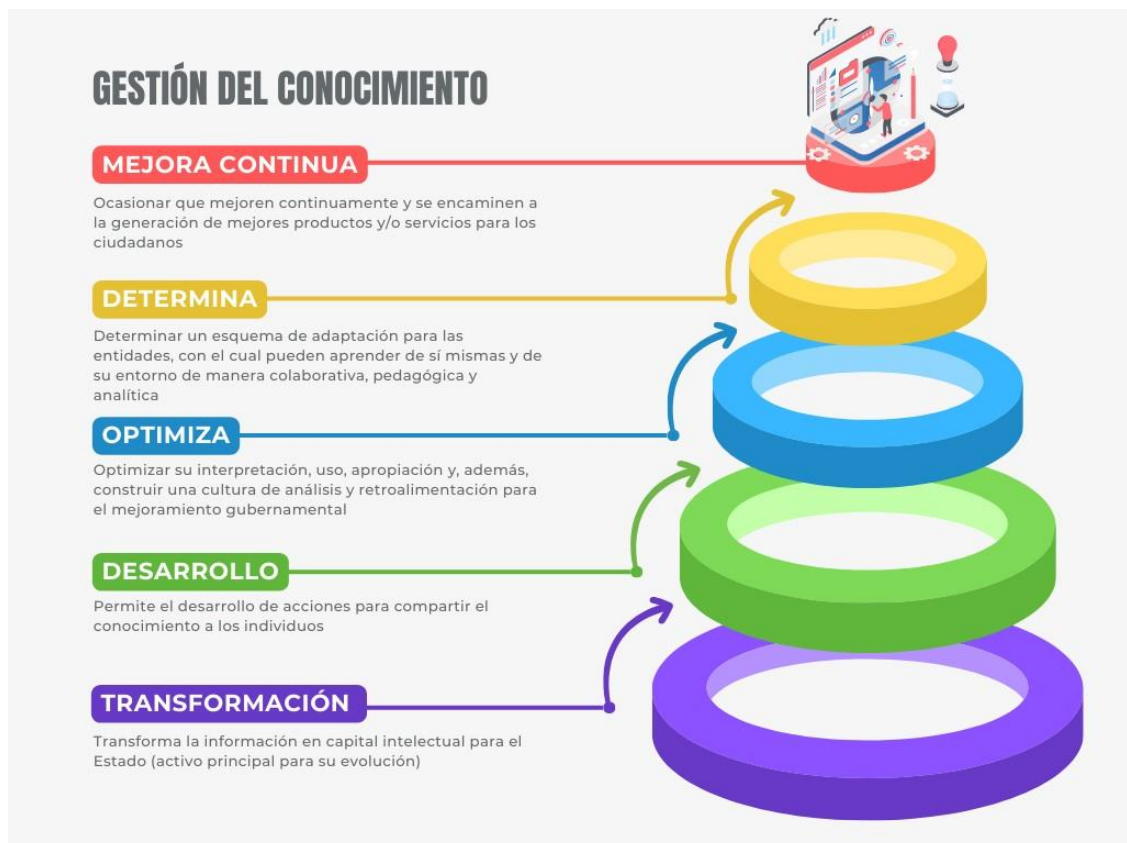 GESTIÓN DEL CONOCIMIENTO
MEJORA CONTINUA
Ocasionar que mejoren continuamente y se encaminen a
la generación de mejores productos y/o servicios para los
ciudadanos
DETERMINA
Determinar un esquema de adaptación para las
entidades, con el cual pueden aprender de sí mismas y de
su entorno de manera colaborativa, pedagógica y
analítica
OPTIMIZA
Optimizar su interpretación, uso, apropiación y, además,
construir una cultura de análisis y retroalimentación para
el mejoramiento gubernamental
DESARROLLO
Permite el desarrollo de acciones para compartir el
conocimiento a los individuos
TRANSFORMACIÓN
Transforma la información en capital intelectual para el
Estado (activo principal para su evolución)